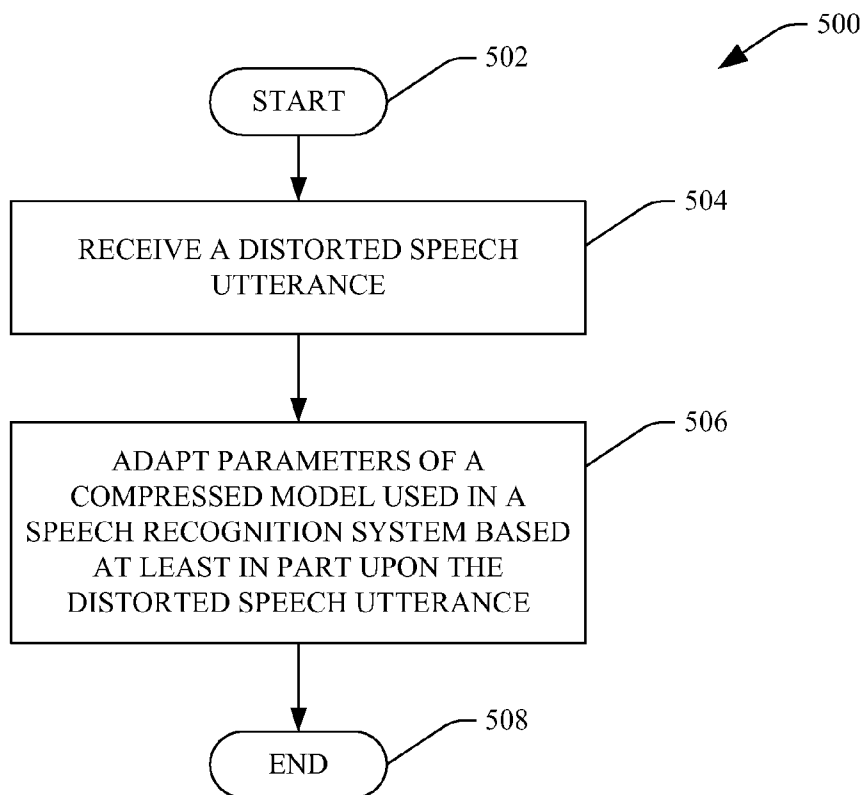 500
502
START
504
RECEIVE A DISTORTED SPEECH
UTTERANCE
506
ADAPT PARAMETERS OF A
COMPRESSED MODEL USED IN A
SPEECH RECOGNITION SYSTEM BASED
AT LEAST IN PART UPON THE
DISTORTED SPEECH UTTERANCE
508
END